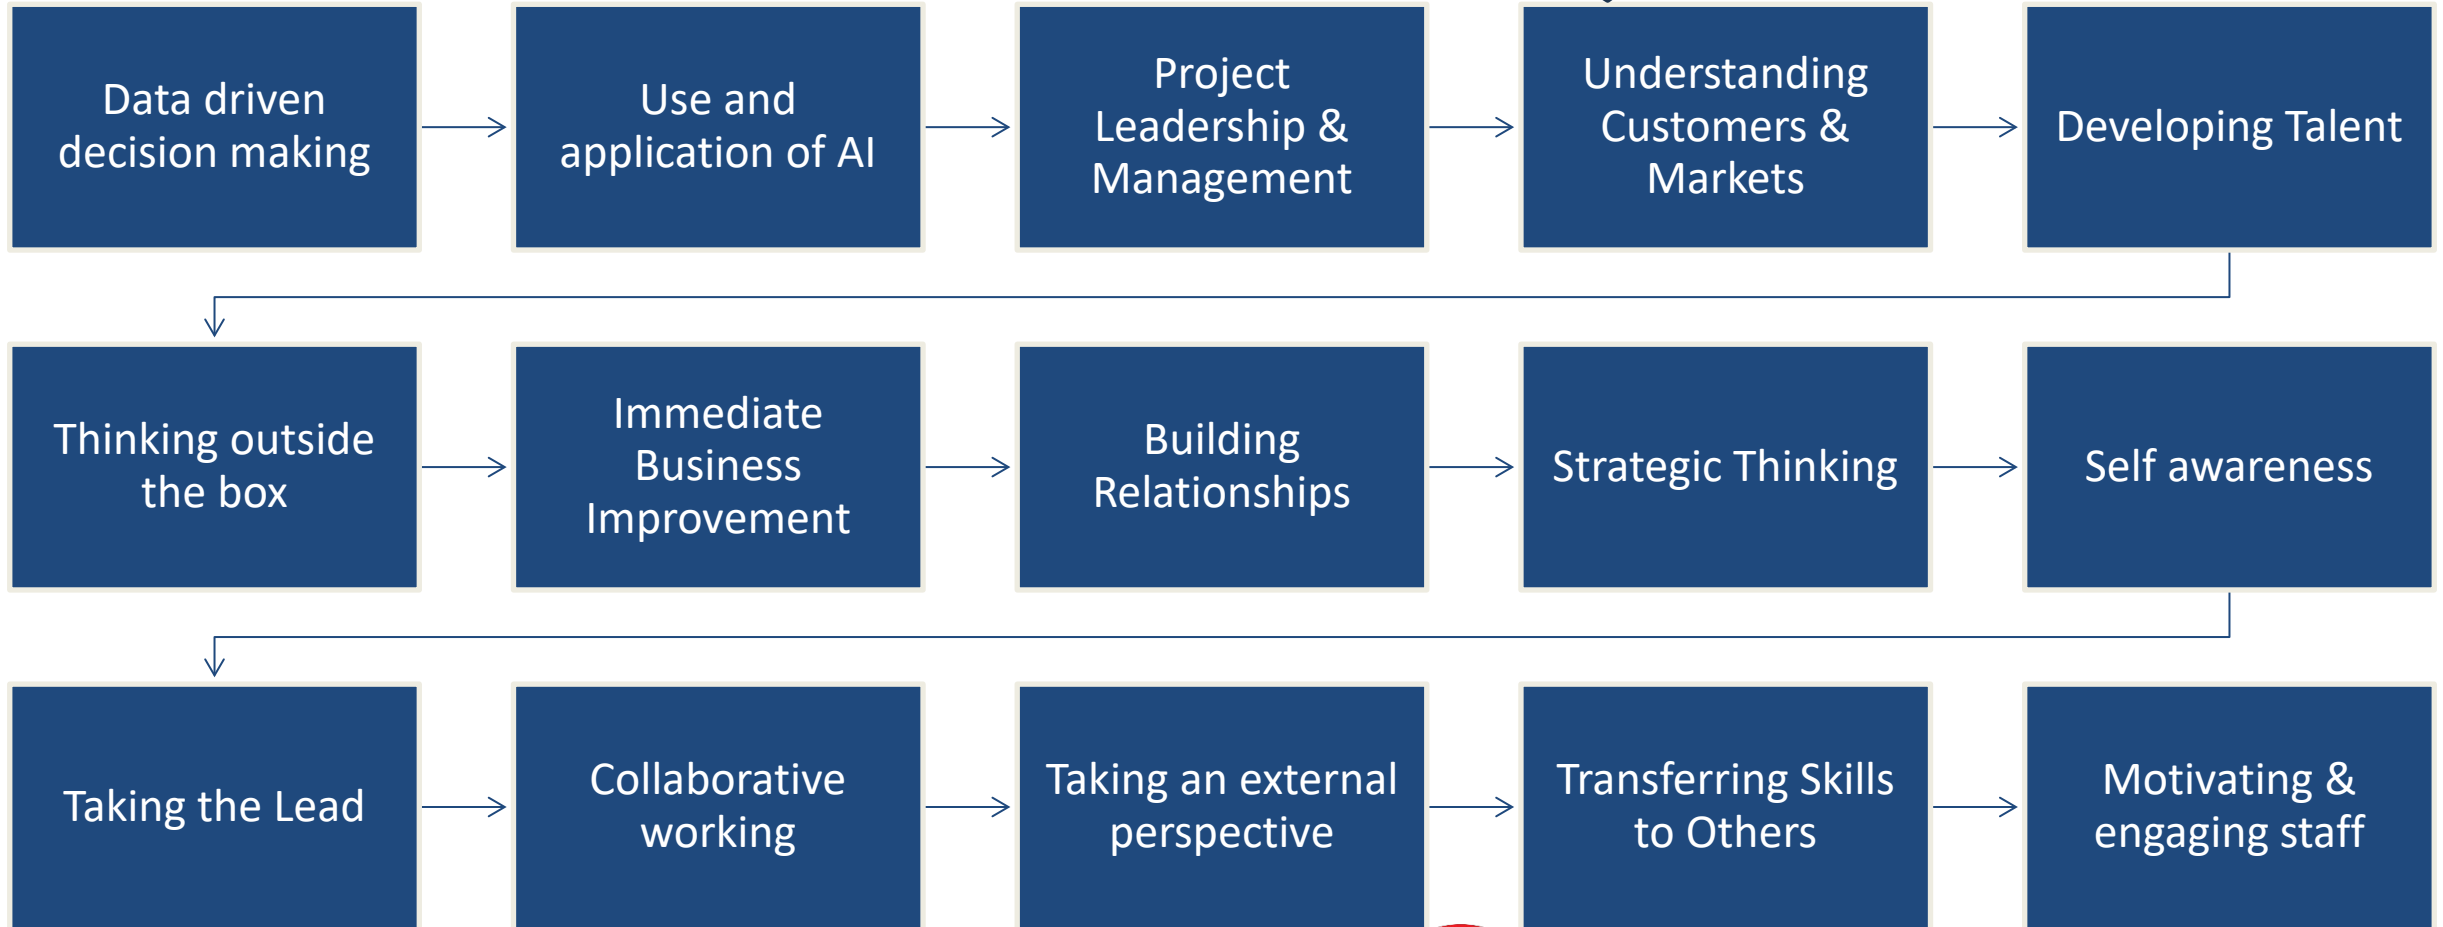 Data driven
decision making
Use and
application of AI
Project
Leadership &
Management
Understanding
Customers &
Markets
Developing Talent
Thinking outside
the box
Immediate
Business
Improvement
Building
Relationships
Strategic Thinking
Self awareness
Taking the Lead
Collaborative
working
Taking an external
perspective
Transferring Skills
to Others
Motivating &
engaging staff